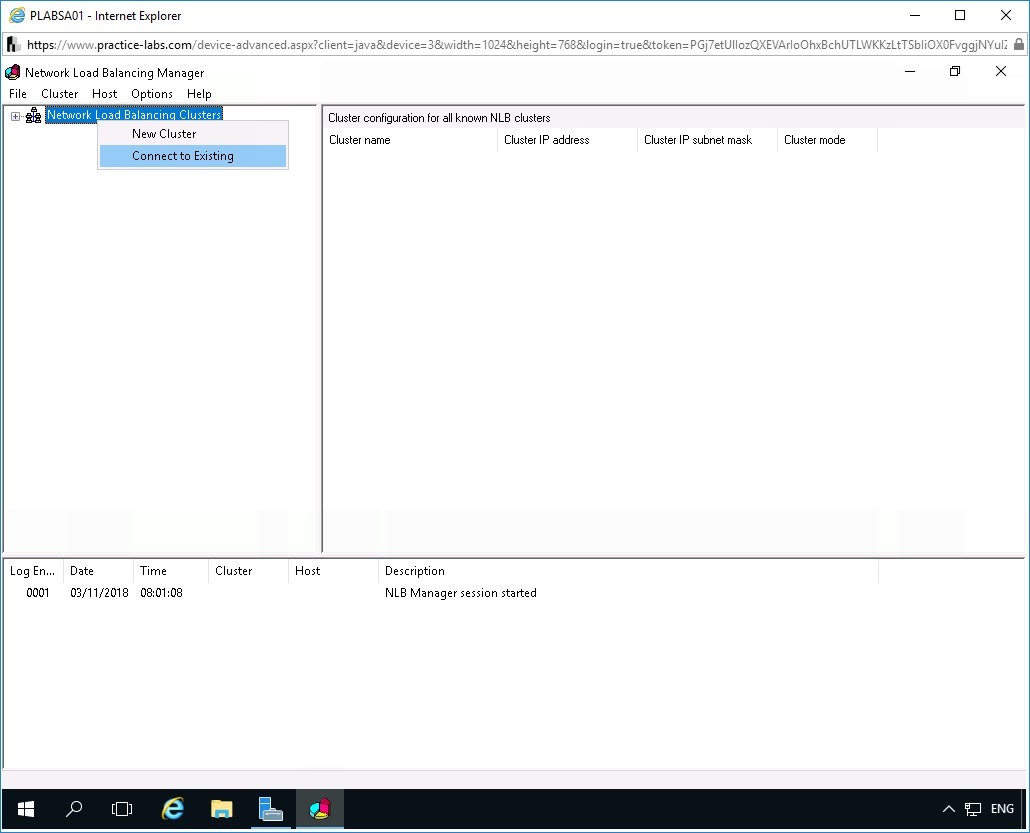 PLABSA01 - Internet Explorer
https://www.practice-labs.com/device-advanced.aspx?client=java&device=3&width=1024&height=768&login=true&token=
Network Load Balancing Manager
File Cluster Host Options Help
Network Load Balancing Clusters
New Cluster
Connect to Existing
Cluster configuration for all known NLB clusters
Cluster name Cluster IP address Cluster IP subnet mask Cluster mode
Log En... Date Time Cluster Host Description
0001 03/11/2018 08:01:08 NLB Manager session started
ENG